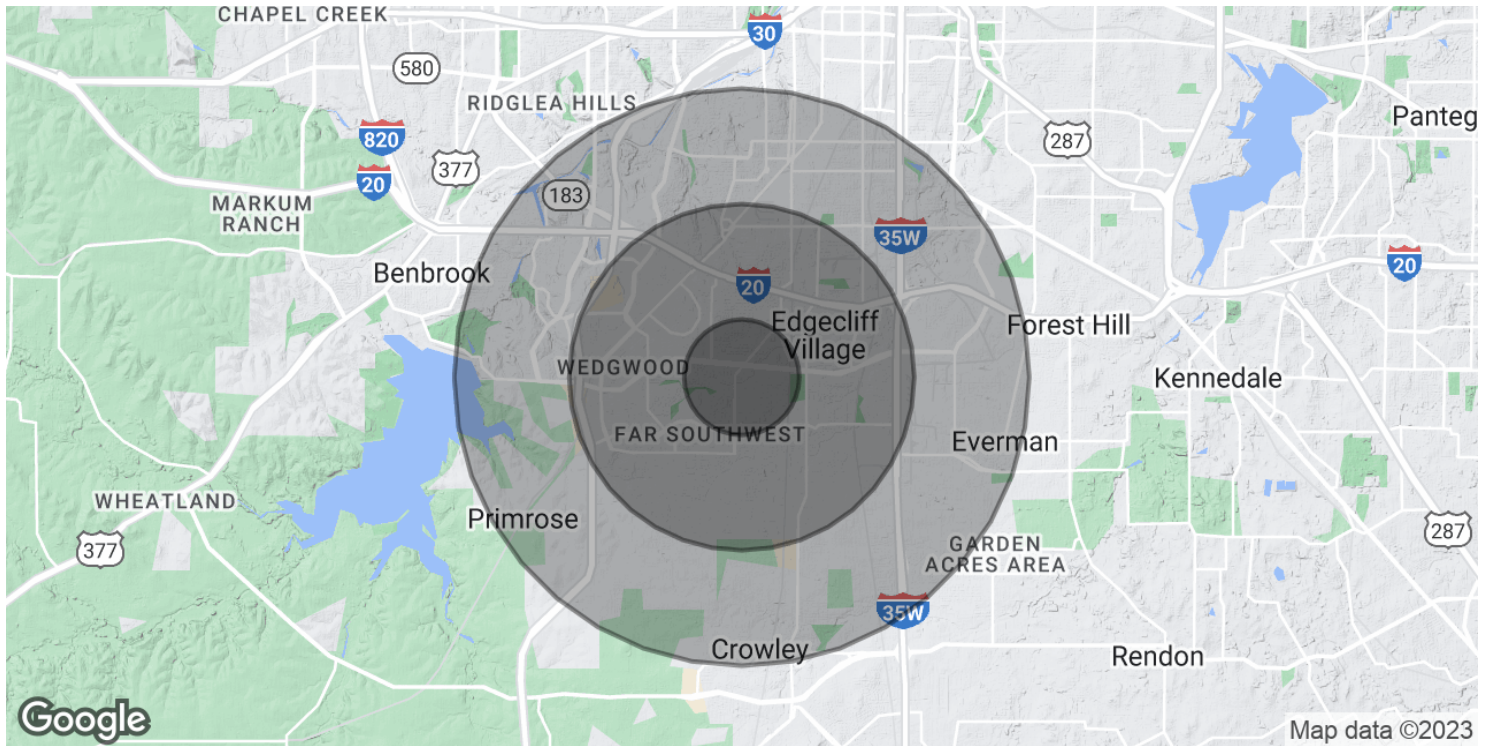 CHAPEL CREEK
30
580
RIDGLEA HILLS
Panteg
820
287
377
20
183
MARKUM
RANCH
35W
20
Benbrook
20
Edgecliff
Village
Forest Hill
WEDGWOOD
Kennedale
FAR SOUTHWEST
Everman
WHEATLAND
Primrose
287
377
GARDEN
ACRES AREA
35W
Crowley
Rendon
Google
Map data ©2023